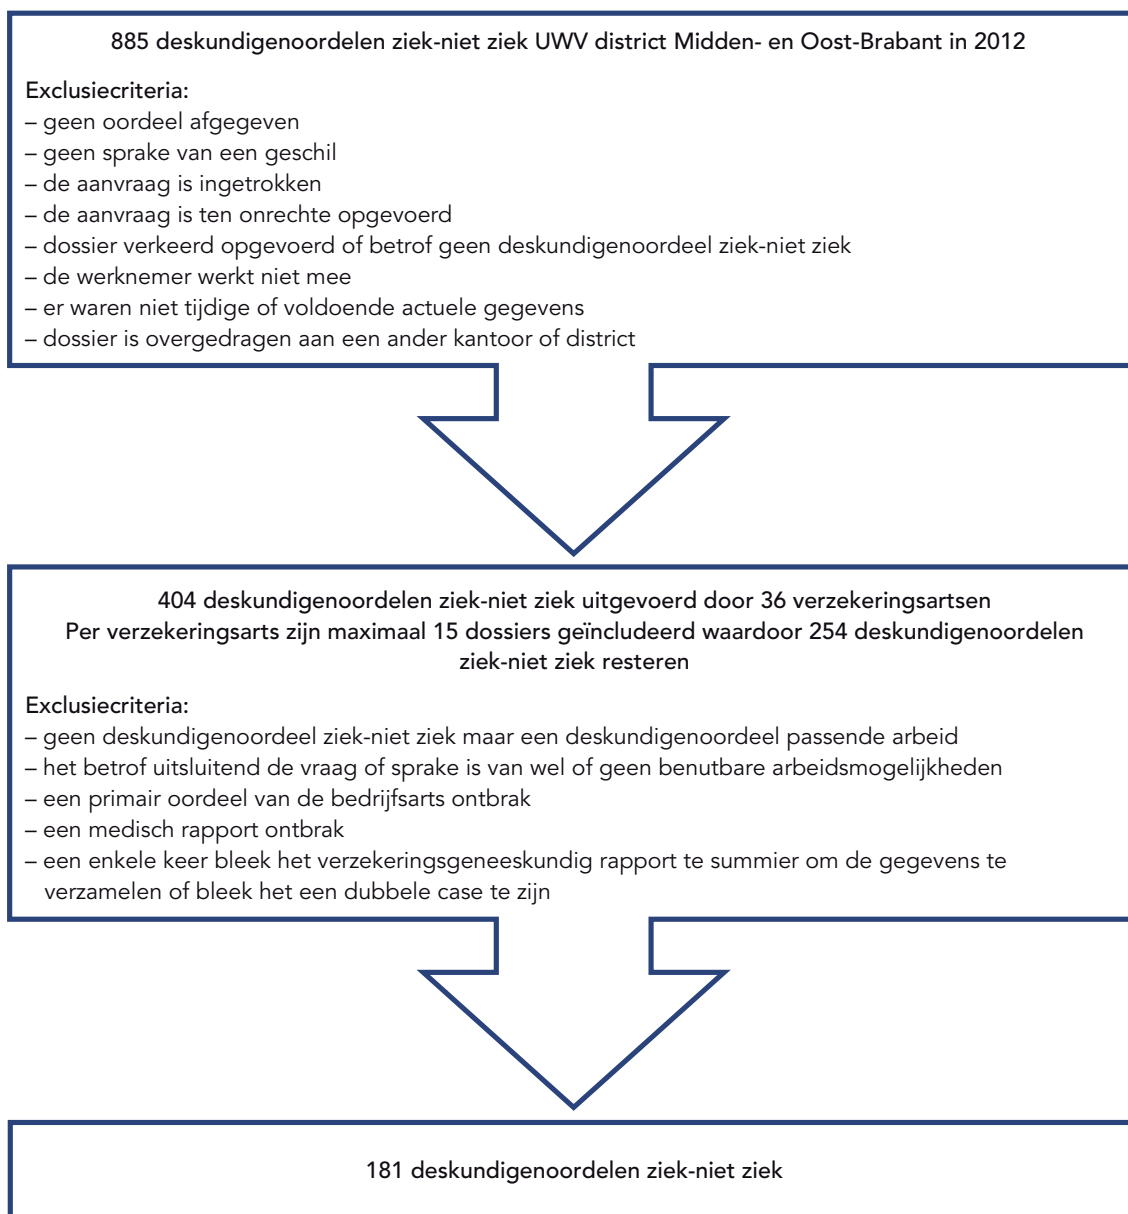 885 deskundigenoordelen ziek-niet ziek UWV district Midden- en Oost-Brabant in 2012
Exclusiecriteria:
– geen oordeel afgegeven
– geen sprake van een geschil
– de aanvraag is ingetrokken
– de aanvraag is ten onrechte opgevoerd
– dossier verkeerd opgevoerd of betrof geen deskundigenoordeel ziek-niet ziek
– de werknemer werkt niet mee
– er waren niet tijdige of voldoende actuele gegevens
– dossier is overgedragen aan een ander kantoor of district
404 deskundigenoordelen ziek-niet ziek uitgevoerd door 36 verzekeringsartsen
Per verzekeringsarts zijn maximaal 15 dossiers geïncludeerd waardoor 254 deskundigenoordelen
ziek-niet ziek resteren
Exclusiecriteria:
– geen deskundigenoordeel ziek-niet ziek maar een deskundigenoordeel passende arbeid
– het betrof uitsluitend de vraag of sprake is van wel of geen benutbare arbeidsmogelijkheden
– een primair oordeel van de bedrijfsarts ontbrak
– een medisch rapport ontbrak
– een enkele keer bleek het verzekeringsgeneeskundig rapport te summier om de gegevens te
verzamelen of bleek het een dubbele case te zijn
181 deskundigenoordelen ziek-niet ziek